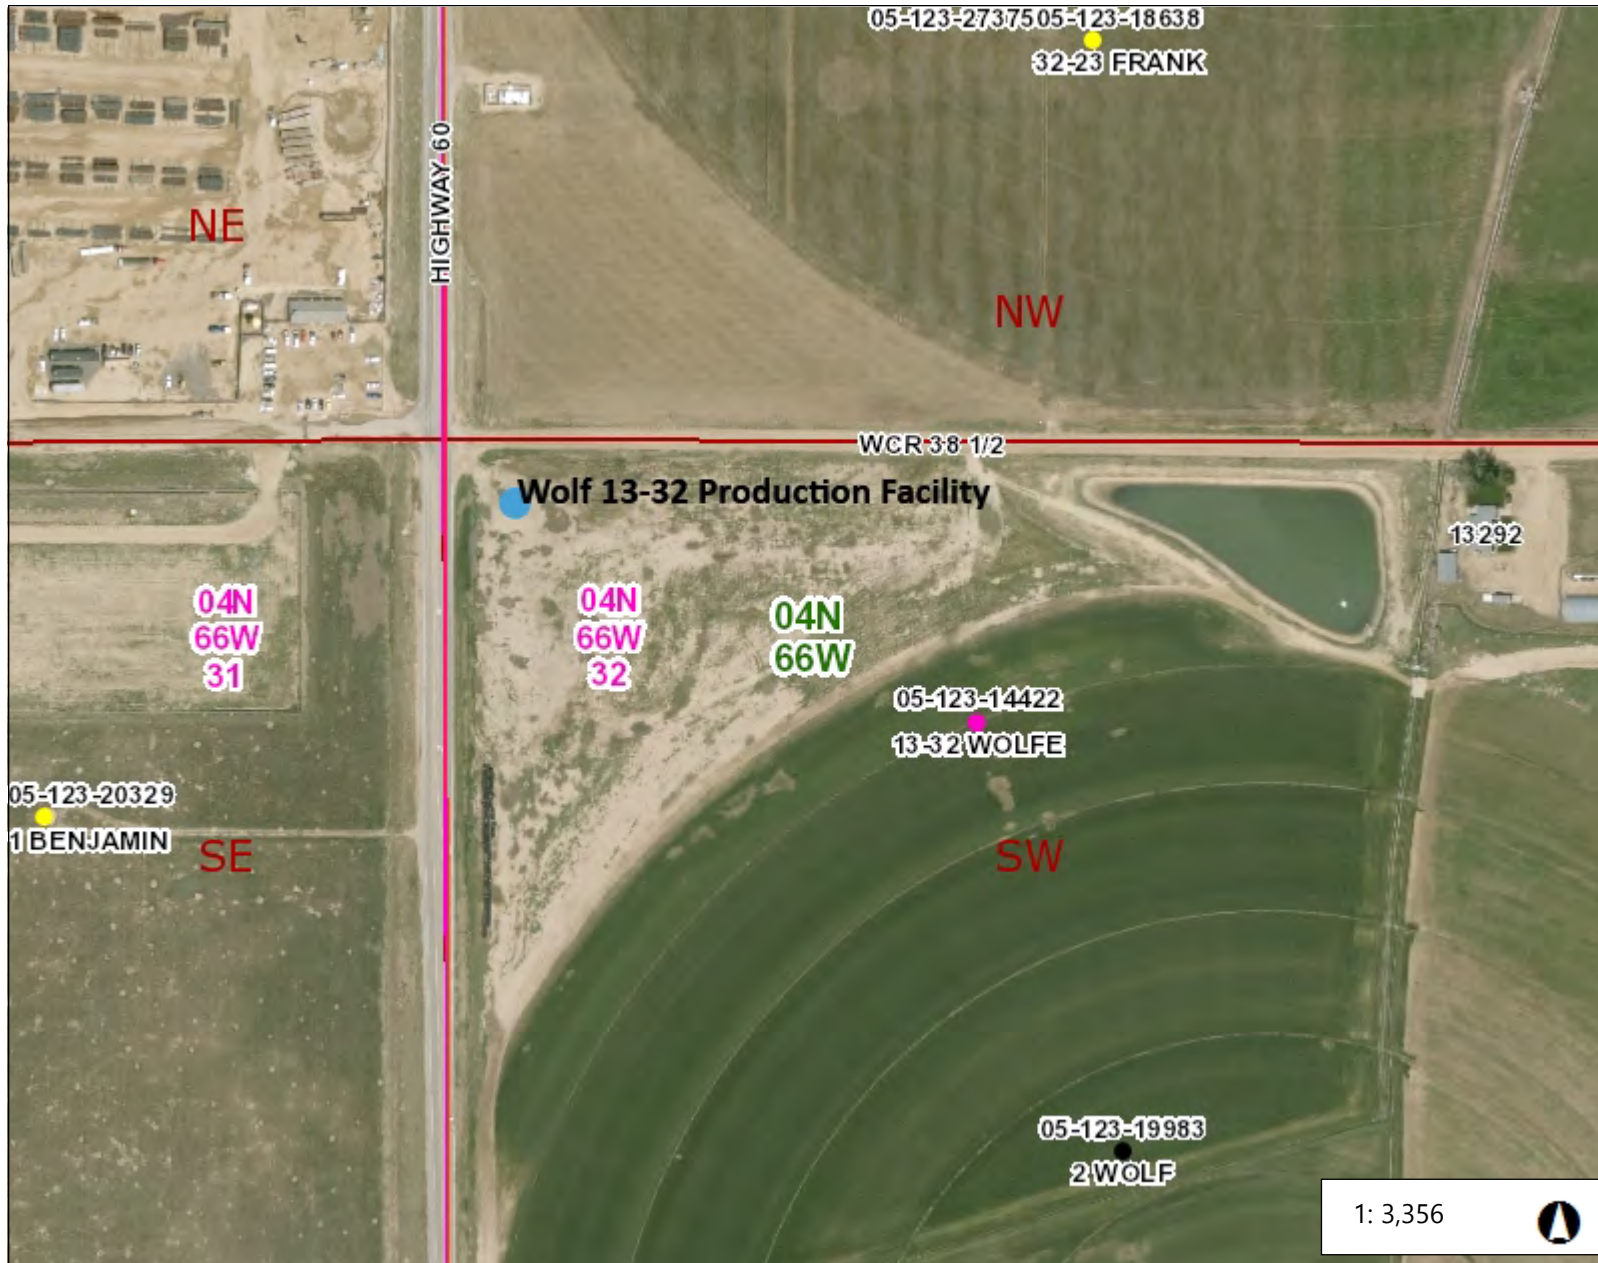 05-123-27375 05-123-18638
32-23 FRANK
HIGHWAY 60
NE
NW
WCR 38 1/2
Wolf 13-32 Production Facility
13292
04N
66W
31
04N
66W
32
04N
66W
05-123-14422
13-32 WOLFE
05-123-20329
1 BENJAMIN
SE
SW
05-123-19983
2 WOLF
1: 3,356